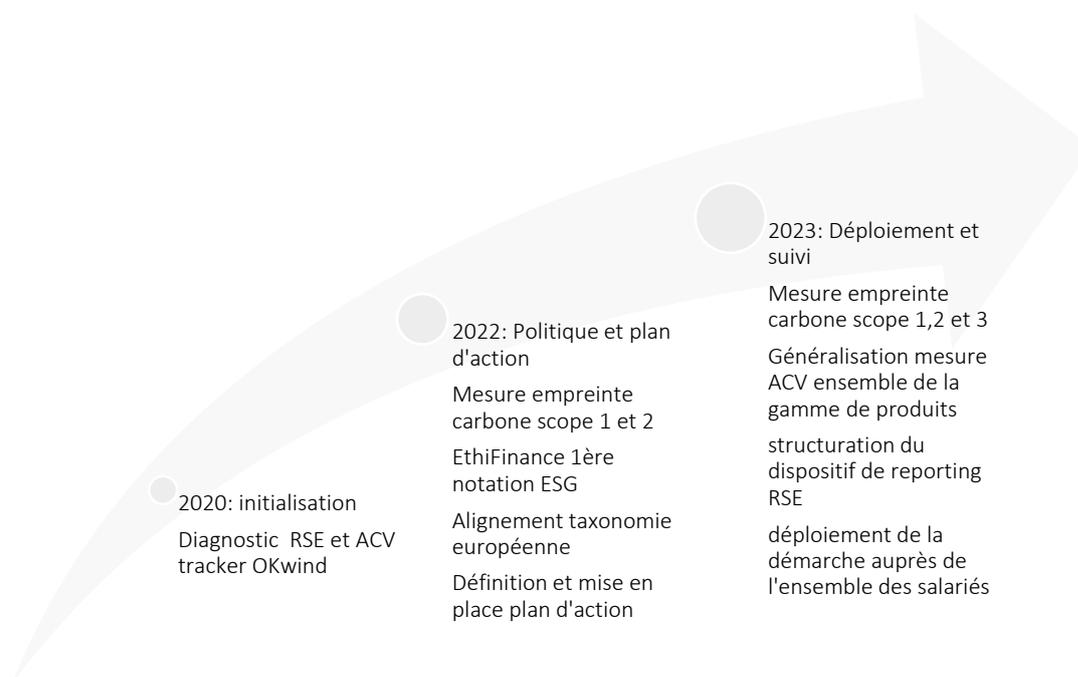 2020: initialisation
Diagnostic  RSE et ACV
tracker OKwind
2022: Politique et plan
d'action
Mesure empreinte
carbone scope 1 et 2
EthiFinance 1ère
notation ESG
Alignement taxonomie
européenne
Définition et mise en
place plan d'action
2023: Déploiement et
suivi
Mesure empreinte
carbone scope 1,2 et 3
Généralisation mesure
ACV ensemble de la
gamme de produits
structuration du
dispositif de reporting
RSE
déploiement de la
démarche auprès de
l'ensemble des salariés